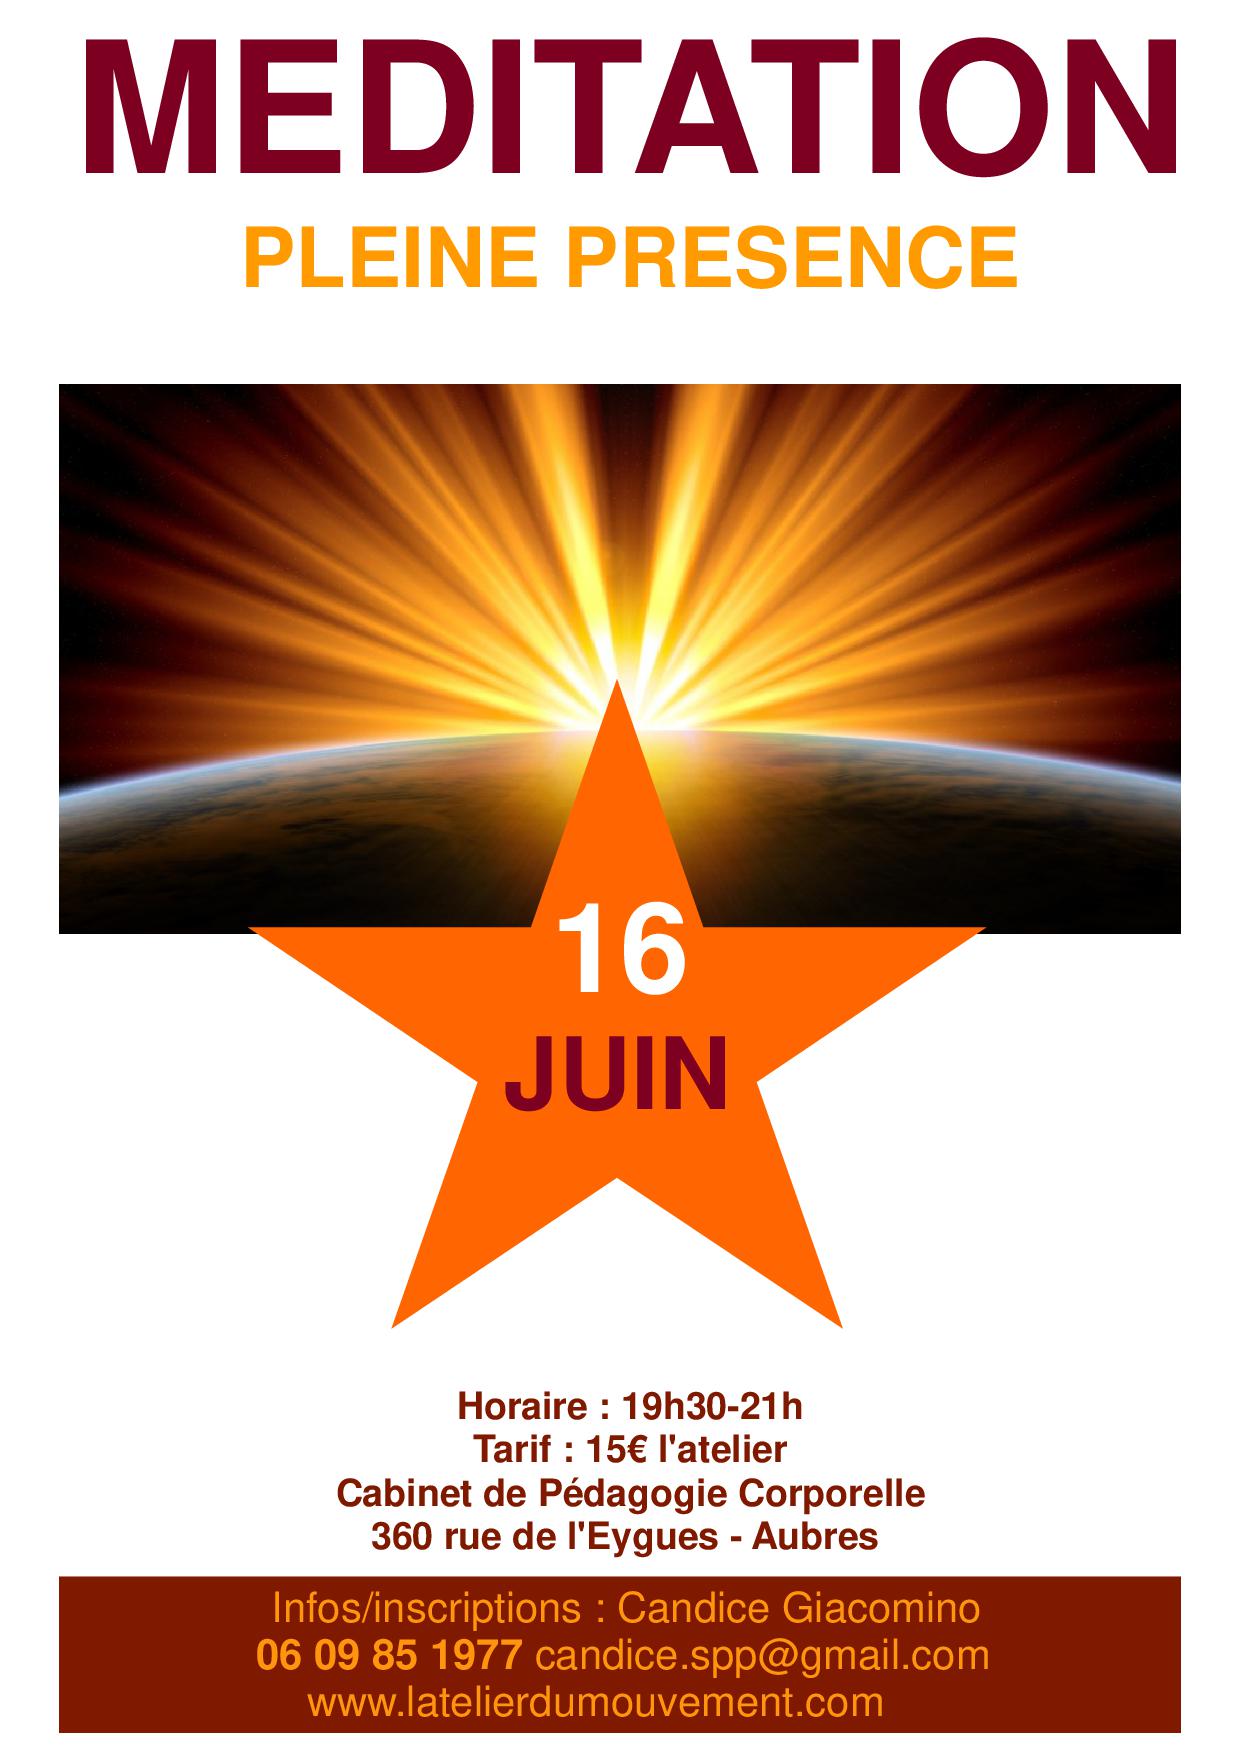 MEDITATION
PLEINE PRESENCE
16
JUIN
Horaire : 19h30-21h
Tarif : 15€ l'atelier
Cabinet de Pédagogie Corporelle
360 rue de l'Eygues - Aubres
Infos/inscriptions : Candice Giacomino
06 09 85 1977 candice.spp@gmail.com
www.latelierdumouvement.com